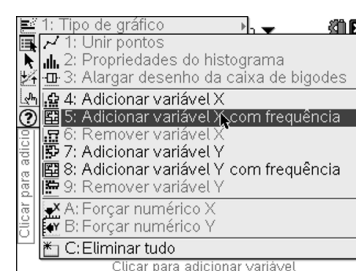 1: Tipo de gráfico
1: Unir pontos
2: Propriedades do histograma
3: Alargar desenho da caixa de bigodes
4: Adicionar variável X
5: Adicionar variável X com frequência
6: Remover variável X
7: Adicionar variável Y
8: Adicionar variável Y com frequência
9: Remover variável Y
A: Forçar numérico X
B: Forçar numérico Y
C: Eliminar tudo
Clicar para adicio
Clicar para adicionar variável